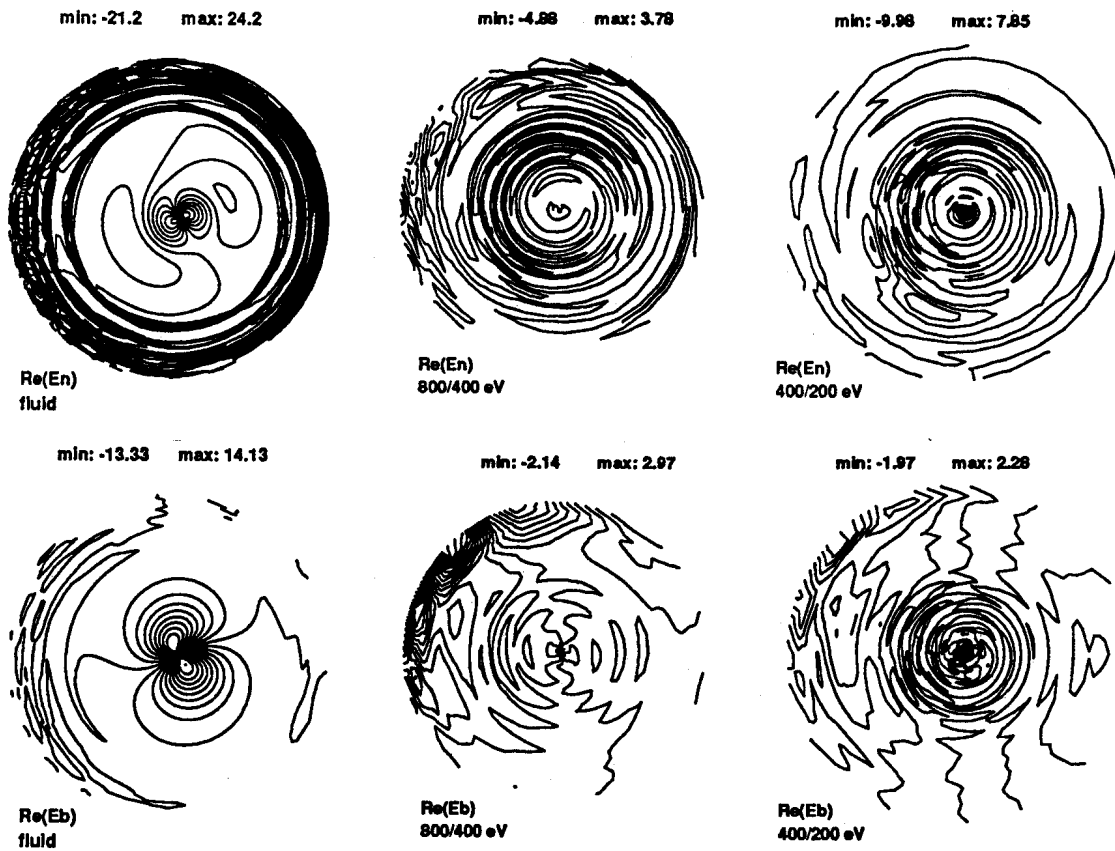 min: -21.2 max: 24.2
min: -4.88 max: 3.78
min: -9.98 max: 7.85
Re(En)
fluid
Re(En)
800/400 eV
Re(En)
400/200 eV
min: -13.33 max: 14.13
min: -2.14 max: 2.97
min: -1.97 max: 2.28
Re(Eb)
fluid
Re(Eb)
800/400 eV
Re(Eb)
400/200 eV